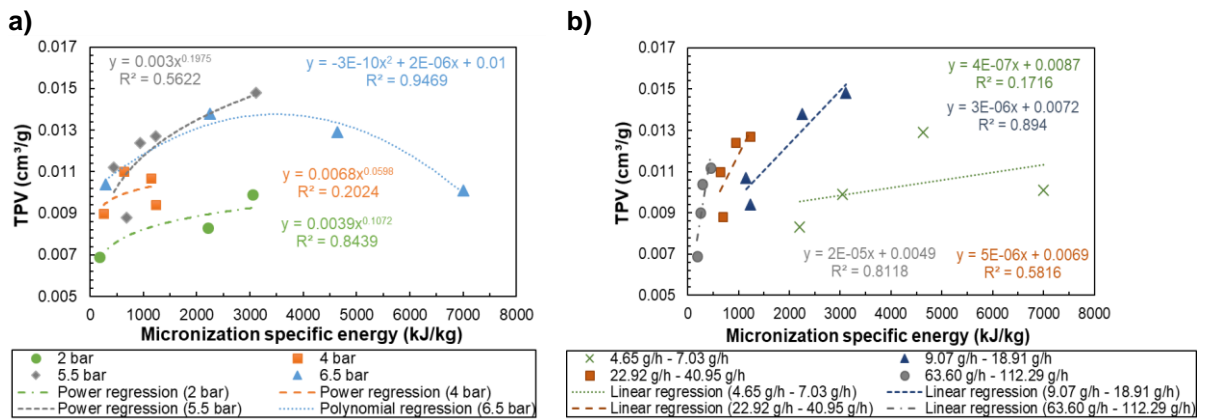 a)
TPV (cm³/g)
0.017
0.015
0.013
0.011
0.009
0.007
0.005
y = 0.003x^0.1975
R² = 0.5622
y = -3E-10x² + 2E-06x + 0.01
R² = 0.9469
y = 0.0068x^0.0598
R² = 0.2024
y = 0.0039x^0.1072
R² = 0.8439
0 1000 2000 3000 4000 5000 6000 7000 8000
Micronization specific energy (kJ/kg)
2 bar
4 bar
5.5 bar
6.5 bar
Power regression (2 bar)
Power regression (4 bar)
Power regression (5.5 bar)
Polynomial regression (6.5 bar)
b)
TPV (cm³/g)
0.017
0.015
0.013
0.011
0.009
0.007
0.005
y = 4E-07x + 0.0087
R² = 0.1716
y = 3E-06x + 0.0072
R² = 0.894
y = 2E-05x + 0.0049
R² = 0.8118
y = 5E-06x + 0.0069
R² = 0.5816
0 1000 2000 3000 4000 5000 6000 7000 8000
Micronization specific energy (kJ/kg)
4.65 g/h - 7.03 g/h
9.07 g/h - 18.91 g/h
22.92 g/h - 40.95 g/h
63.60 g/h - 112.29 g/h
Linear regression (4.65 g/h - 7.03 g/h)
Linear regression (9.07 g/h - 18.91 g/h)
Linear regression (22.92 g/h - 40.95 g/h)
Linear regression (63.60 g/h - 112.29 g/h)